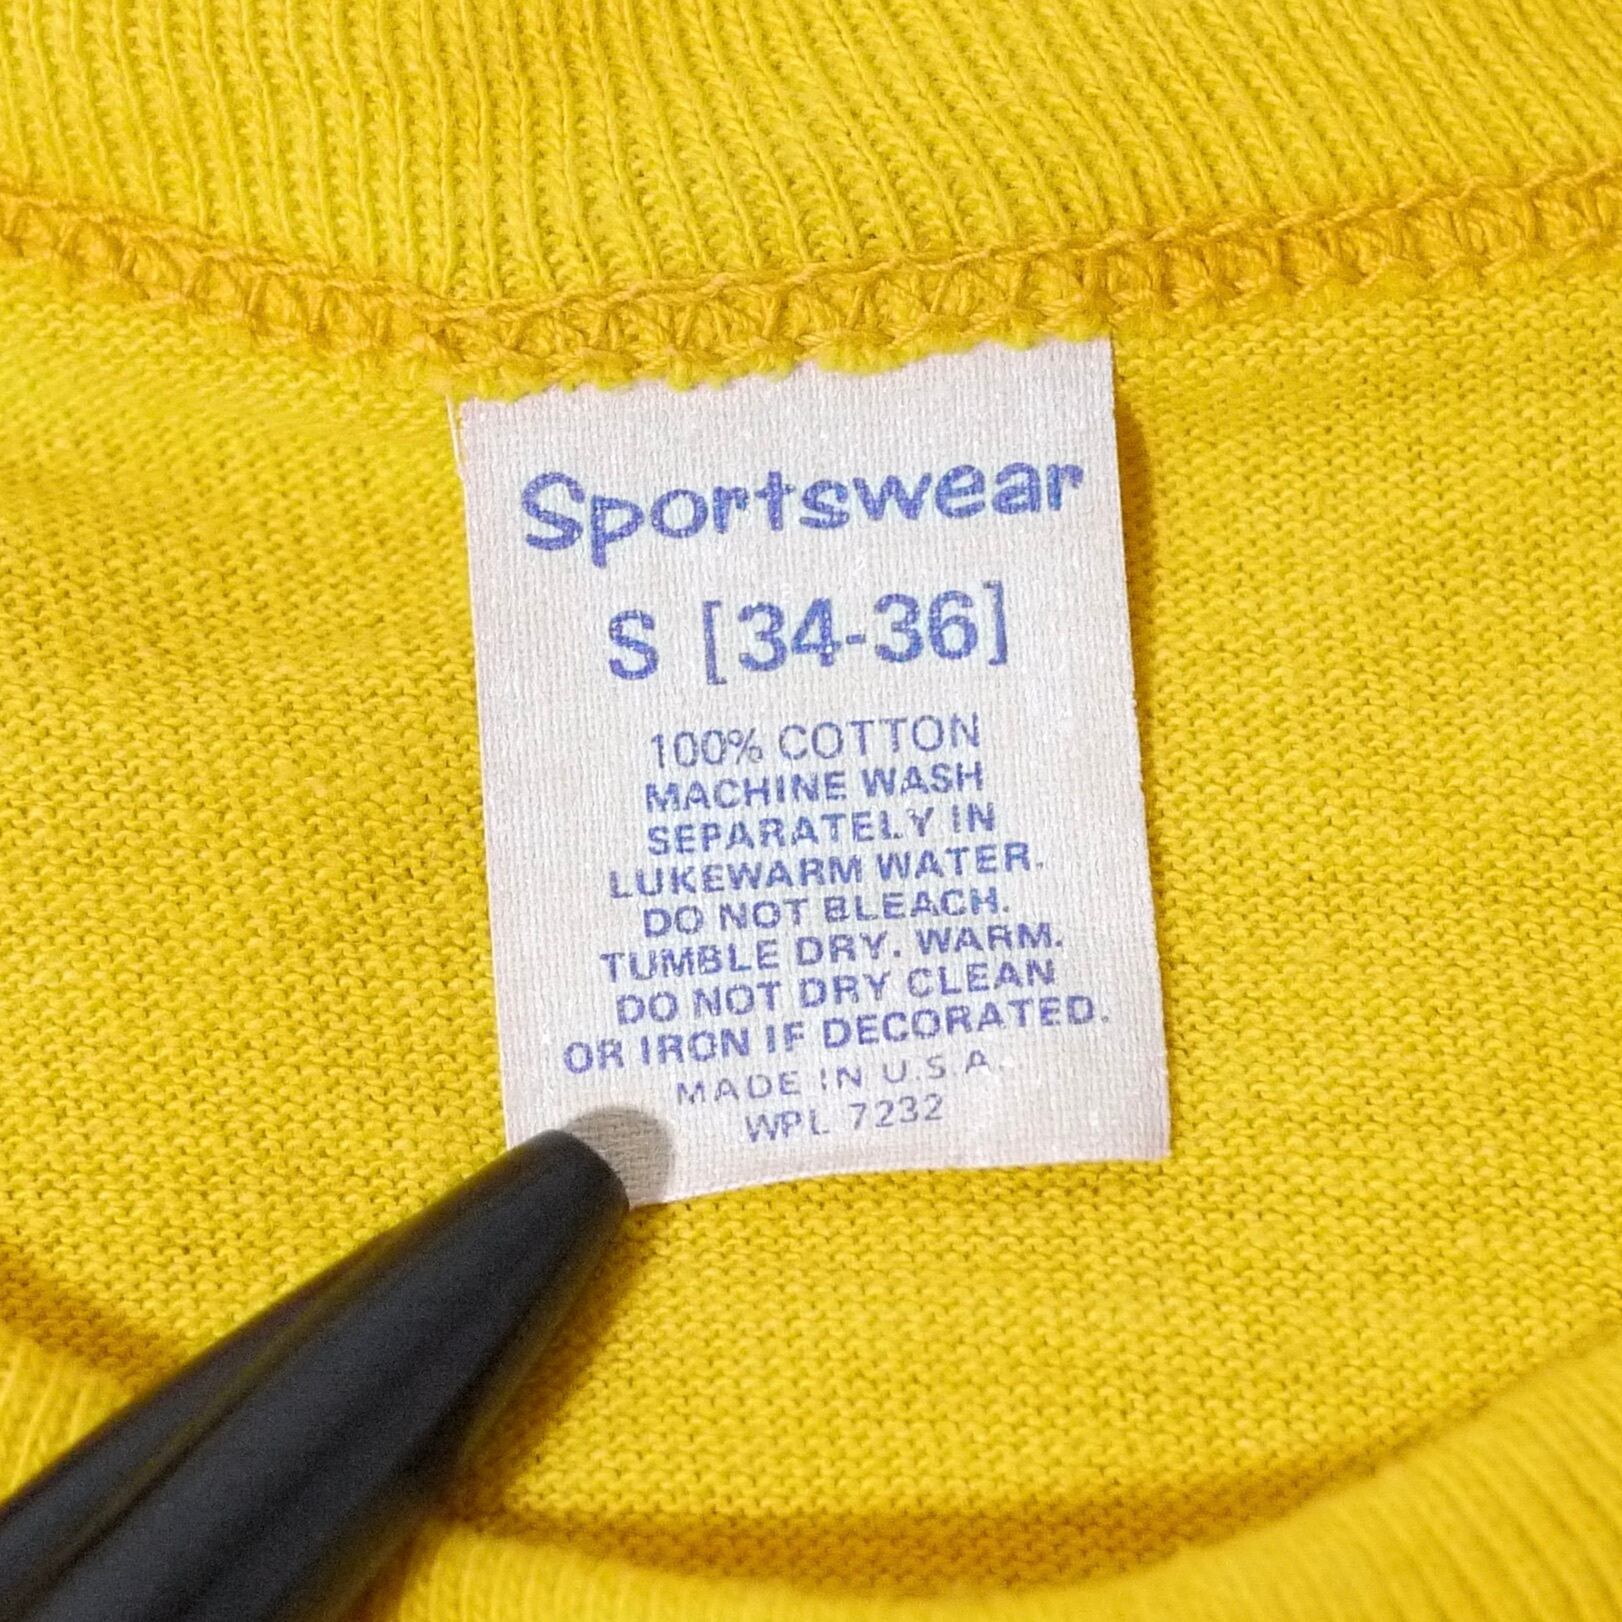 Sportswear
S [34-36]
100% COTTON
MACHINE WASH
SEPARATELY IN
LUKEWARM WATER.
DO NOT BLEACH.
TUMBLE DRY. WARM.
DO NOT DRY CLEAN
OR IRON IF DECORATED.
MADE IN U.S.A.
WPL 7232